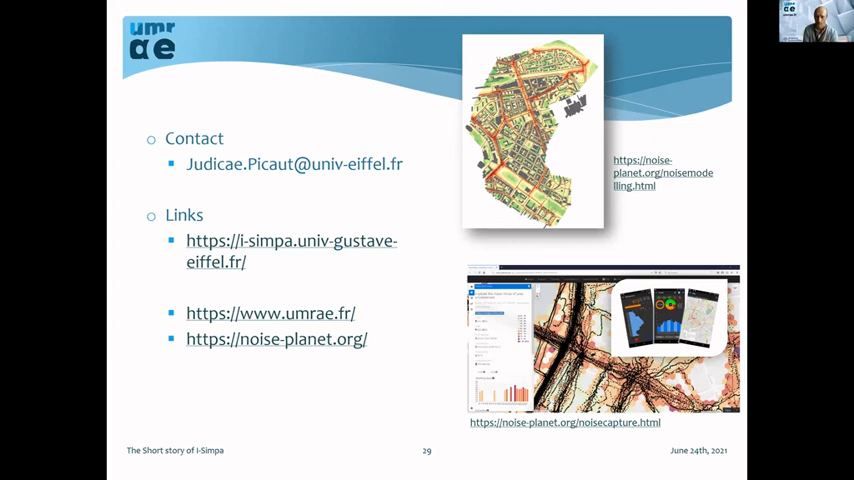 umr
ae
Contact
Judicae.Picaut@univ-eiffel.fr
Links
https://i-simpa.univ-gustave-
eiffel.fr/
https://www.umrae.fr/
https://noise-planet.org/
https://noise-
planet.org/noisemode
lling.html
https://noise-planet.org/noisecapture.html
The Short story of I-Simpa
29
June 24th, 2021